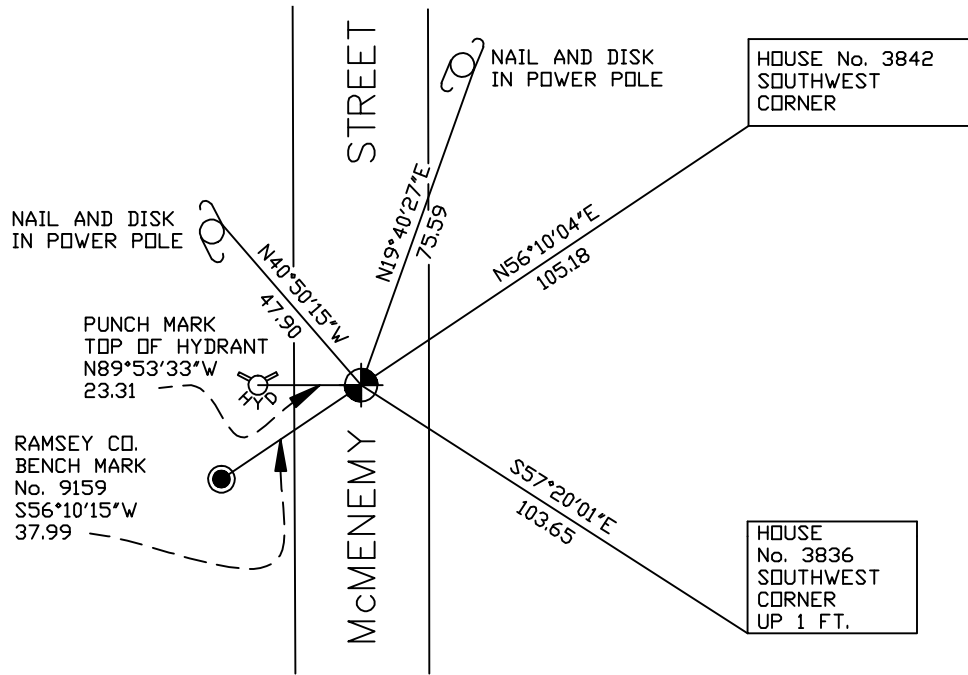 STREET
NAIL AND DISK
IN POWER POLE
HOUSE No. 3842
SOUTHWEST
CORNER
N19°40'27"E
75.59
NAIL AND DISK
IN POWER POLE
N40°50'15"W
47.90
N56°10'04"E
105.18
PUNCH MARK
TOP OF HYDRANT
N89°53'33"W
23.31
HYD
RAMSEY CO.
BENCH MARK
No. 9159
S56°10'15"W
37.99
McMENEMY
S57°20'01"E
103.65
HOUSE
No. 3836
SOUTHWEST
CORNER
UP 1 FT.